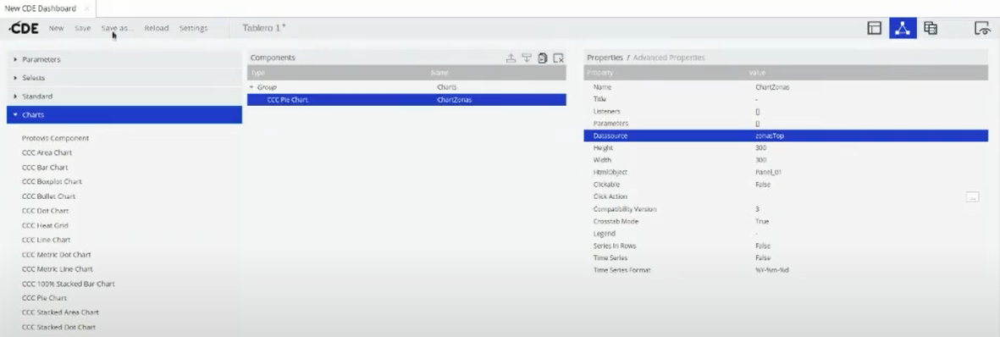 New CDE Dashboard ×
CDE New Save Save as... Reload Settings Tablero 1*
Parameters
Selects
Standard
Charts
Protovis Component
CCC Area Chart
CCC Bar Chart
CCC Boxplot Chart
CCC Bullet Chart
CCC Dot Chart
CCC Heat Grid
CCC Line Chart
CCC Metric Dot Chart
CCC Metric Line Chart
CCC 100% Stacked Bar Chart
CCC Pie Chart
CCC Stacked Area Chart
CCC Stacked Dot Chart
Components
Type Name
Group Charts
CCC Pie Chart ChartZonas
Properties / Advanced Properties
Property Value
Name ChartZonas
Title -
Listeners []
Parameters []
Datasource zonasTop
Height 300
Width 300
HtmlObject Panel_01
Clickable False
Click Action ...
Compatibility Version 3
Crosstab Mode True
Legend -
Series In Rows False
Time Series False
Time Series Format %Y-%m-%d